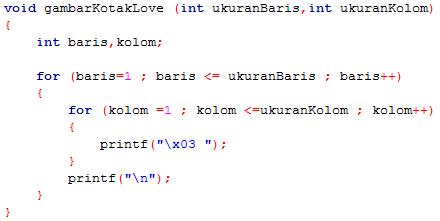 void gambarKotakLove (int ukuranBaris,int ukuranKolom)
{
    int baris,kolom;

    for (baris=1 ; baris <= ukuranBaris ; baris++)
    {
        for (kolom =1 ; kolom <=ukuranKolom ; kolom++)
        {
            printf("\x03 ");
        }
        printf("\n");
    }
}